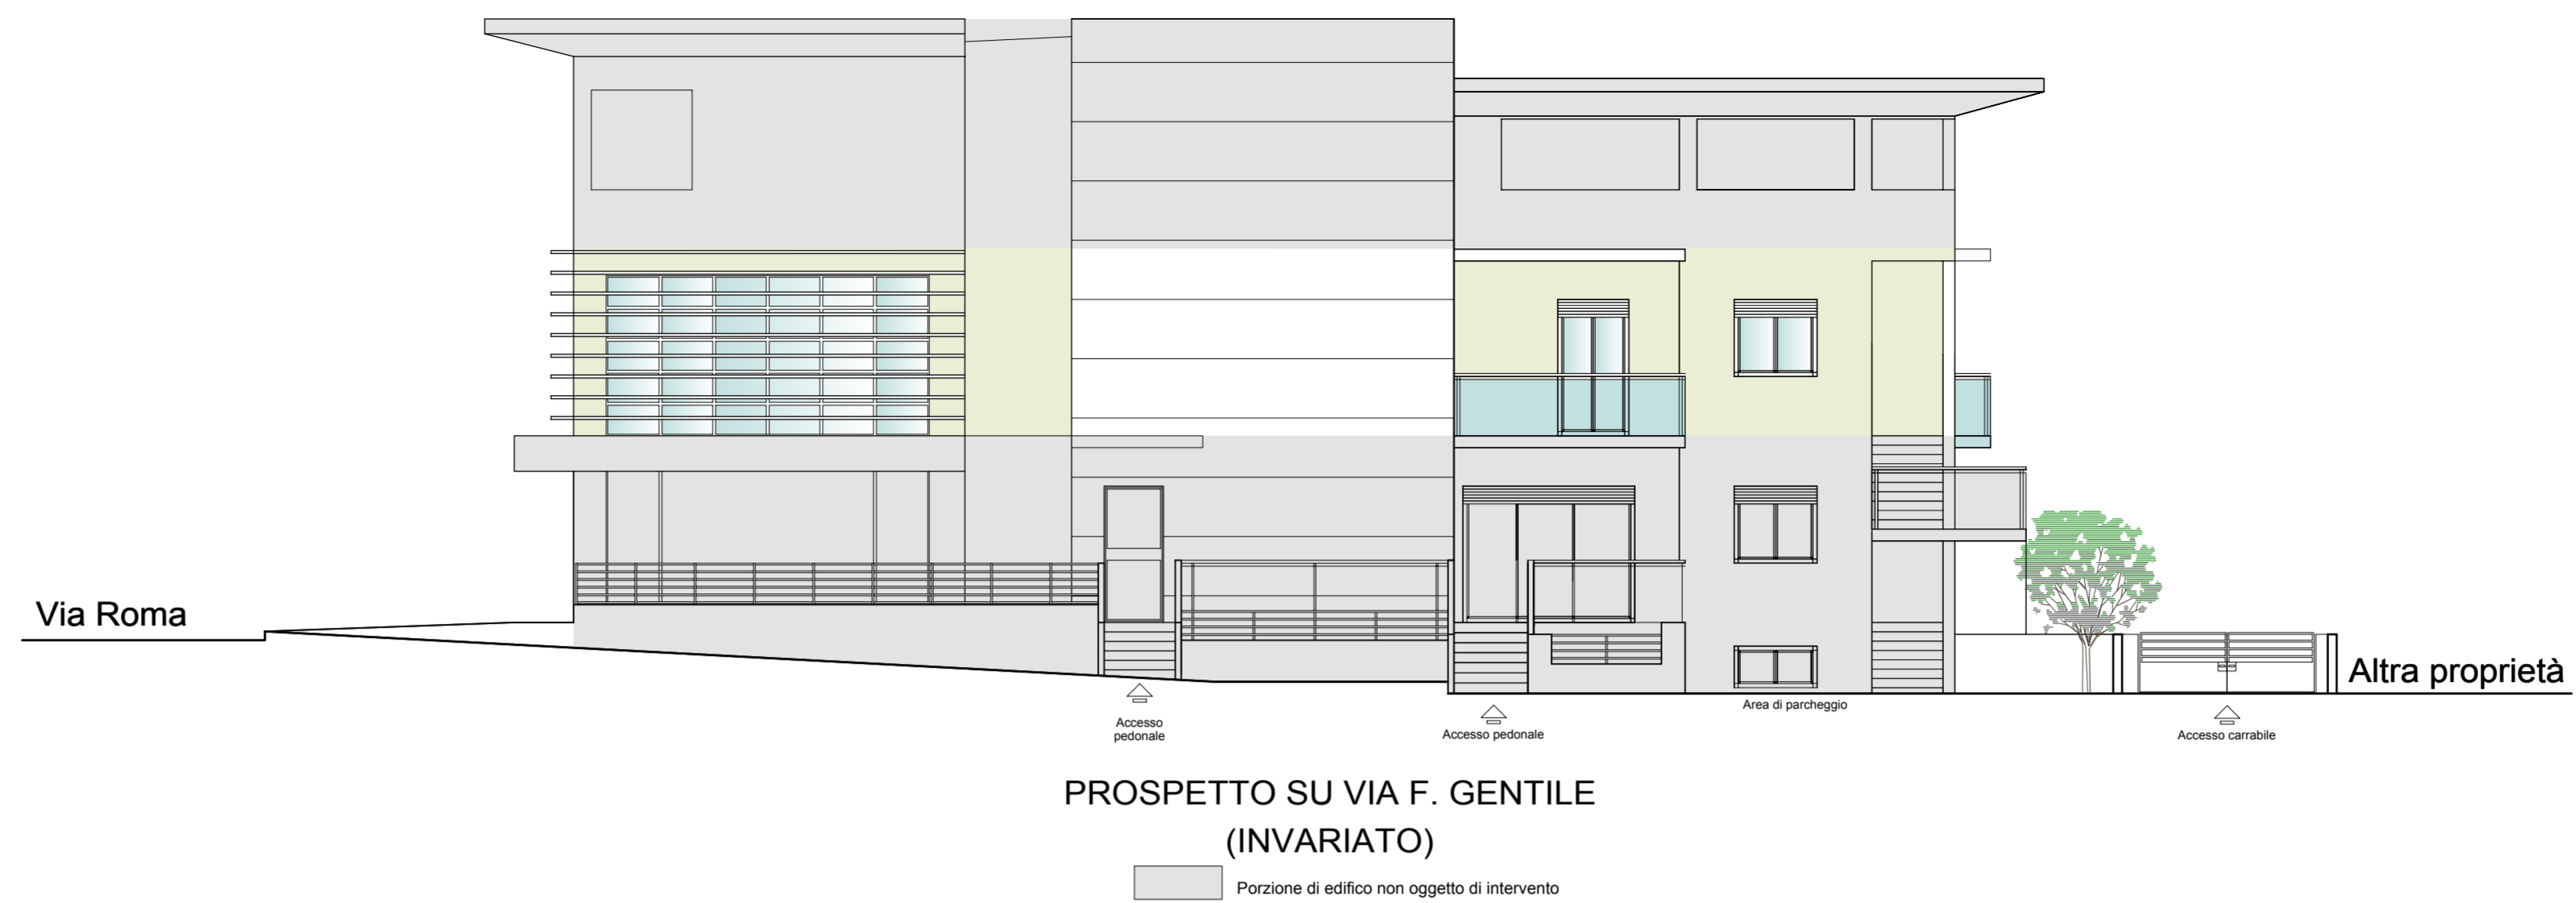 Via Roma
Altra proprietà
Area di parcheggio
Accesso
pedonale
Accesso pedonale
Accesso carrabile
PROSPETTO SU VIA F. GENTILE
(INVARIATO)
Porzione di edifico non oggetto di intervento